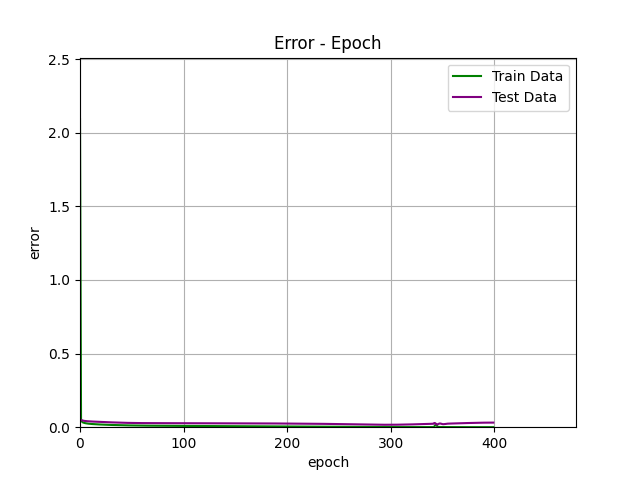 Error - Epoch
Train Data
Test Data
2.5
2.0
1.5
1.0
0.5
0.0
error
0
100
200
300
400
epoch